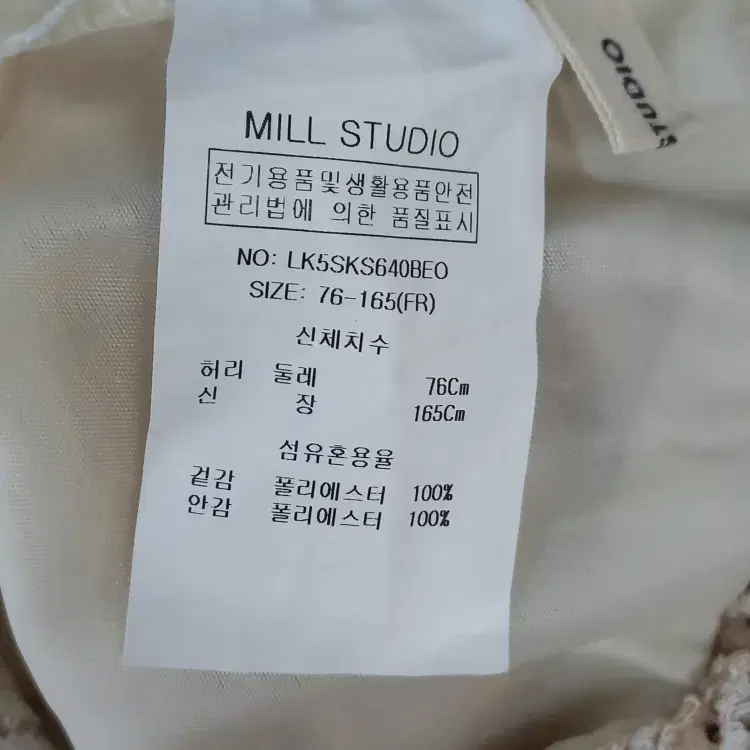 STUDIO
MILL STUDIO
전기용품및생활용품안전
관리법에 의한 품질표시
NO: LK5SKS640BEO
SIZE: 76-165(FR)
신체치수
허리 둘레 76Cm
신 장 165Cm
섬유혼용율
겉감 폴리에스터 100%
안감 폴리에스터 100%